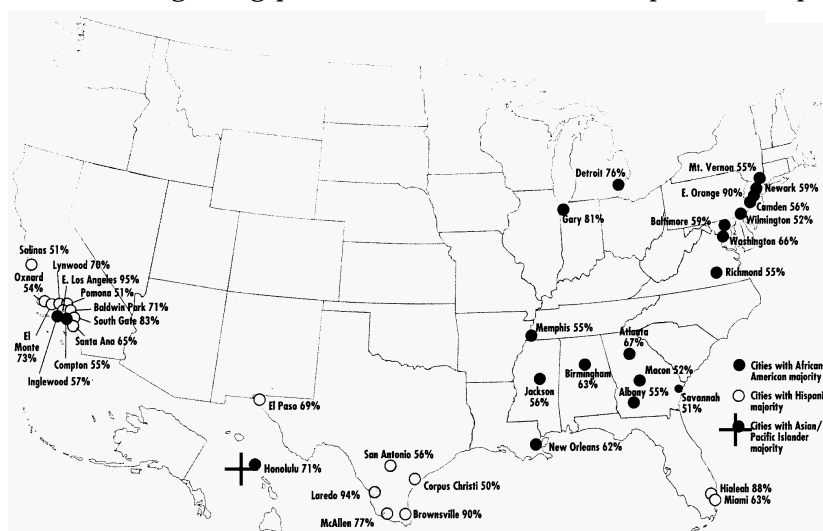 Detroit 76%
Mt. Vernon 55%
E. Orange 90%
Newark 59%
Camden 56%
Gary 81%
Baltimore 59%
Wilmington 52%
Washington 66%
Richmond 55%
Salinas 51%
Lynwood 70%
Oxnard
54%
E. Los Angeles 95%
Pomona 51%
Baldwin Park 71%
South Gate 83%
Santa Ana 65%
El
Monte
73%
Compton 55%
Inglewood 57%
Memphis 55%
Atlanta
67%
Birmingham
63%
Macon 52%
Jackson
56%
Albany 55%
Savannah
51%
Cities with African
American majority
Cities with Hispani
majority
Cities with Asian/
Pacific Islander
majority
El Paso 69%
New Orleans 62%
San Antonio 56%
Honolulu 71%
Corpus Christi 50%
Laredo 94%
Hialeah 88%
Miami 63%
McAllen 77%
Brownsville 90%